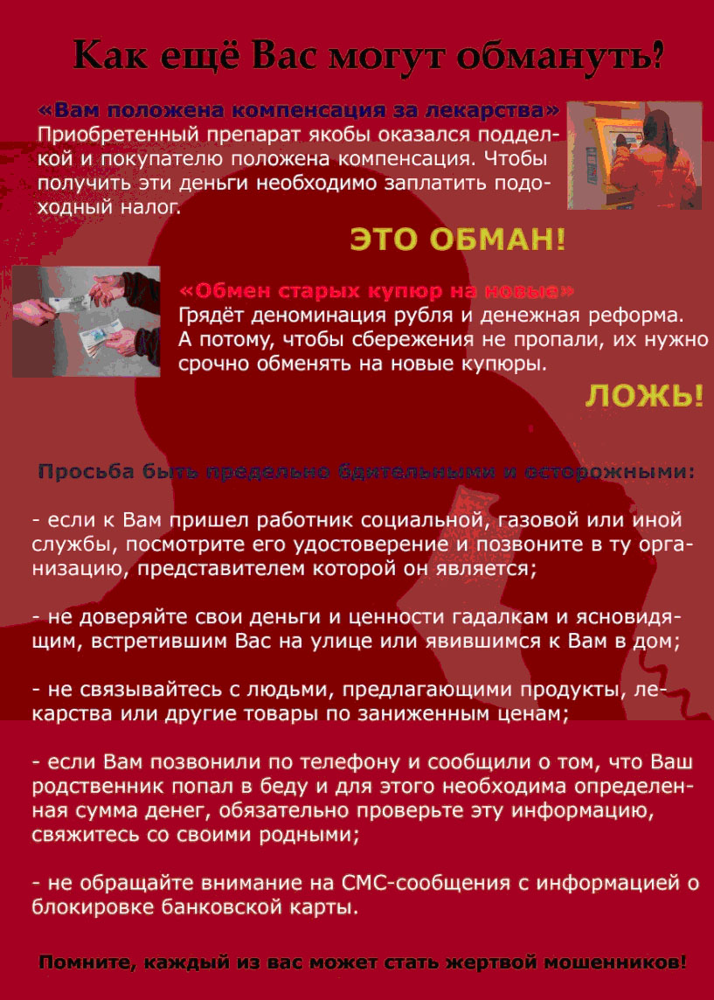 Как ещё Вас могут обмануть?
«Вам положена компенсация за лекарства»
Приобретенный препарат якобы оказался поддел-
кой и покупателю положена компенсация. Чтобы
получить эти деньги необходимо заплатить подо-
ходный налог.
ЭТО ОБМАН!
«Обмен старых купюр на новые»
Грядёт деноминация рубля и денежная реформа.
А потому, чтобы сбережения не пропали, их нужно
срочно обменять на новые купюры.
ЛОЖЬ!
Просьба быть предельно бдительными и осторожными:
- если к Вам пришел работник социальной, газовой или иной
службы, посмотрите его удостоверение и позвоните в ту орга-
низацию, представителем которой он является;
- не доверяйте свои деньги и ценности гадалкам и ясновидя-
щим, встретившим Вас на улице или явившимся к Вам в дом;
- не связывайтесь с людьми, предлагающими продукты, ле-
карства или другие товары по заниженным ценам;
- если Вам позвонили по телефону и сообщили о том, что Ваш
родственник попал в беду и для этого необходима определен-
ная сумма денег, обязательно проверьте эту информацию,
свяжитесь со своими родными;
- не обращайте внимание на СМС-сообщения с информацией о
блокировке банковской карты.
Помните, каждый из вас может стать жертвой мошенников!